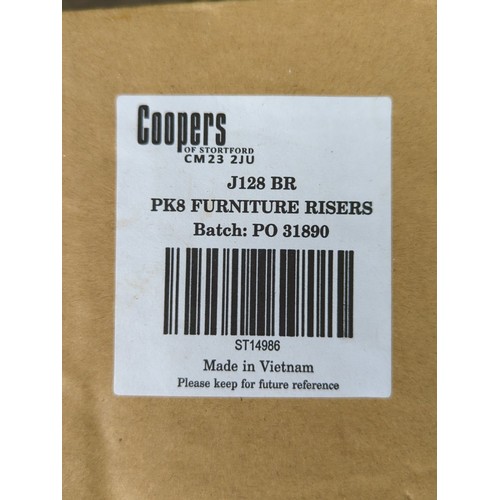 Coopers
OF STORTFORD
CM23 2JU
J128 BR
PK8 FURNITURE RISERS
Batch: PO 31890
ST14986
Made in Vietnam
Please keep for future reference